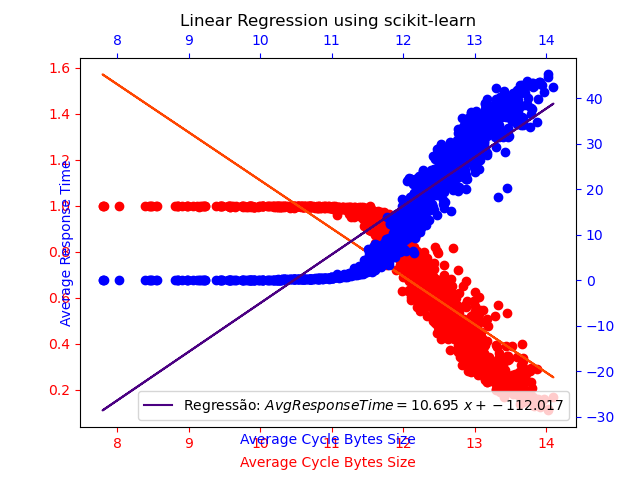 Linear Regression using scikit-learn
8 9 10 11 12 13 14
1.6
1.4
1.2
1.0
0.8
0.6
0.4
0.2
Average Response Time
40
30
20
10
0
−10
−20
−30
Regressão: AvgResponseTime = 10.695 x + −112.017
8 9 10 11 12 13 14
Average Cycle Bytes Size
Average Cycle Bytes Size